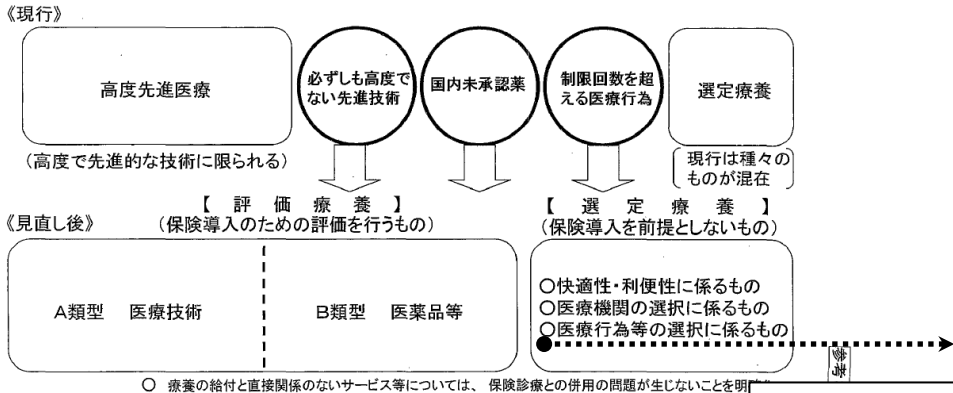 《現行》
高度先進医療
必ずしも高度で
ない先進技術
国内未承認薬
制限回数を超
える医療行為
選定療養
(高度で先進的な技術に限られる)
現行は種々の
ものが混在
【 評 価 療 養 】
(保険導入のための評価を行うもの)
【 選 定 療 養 】
(保険導入を前提としないもの)
《見直し後》
A類型 医療技術
B類型 医薬品等
○快適性・利便性に係るもの
○医療機関の選択に係るもの
○医療行為等の選択に係るもの
参考
○ 療養の給付と直接関係のないサービス等については、 保険診療との併用の問題が生じないことを明